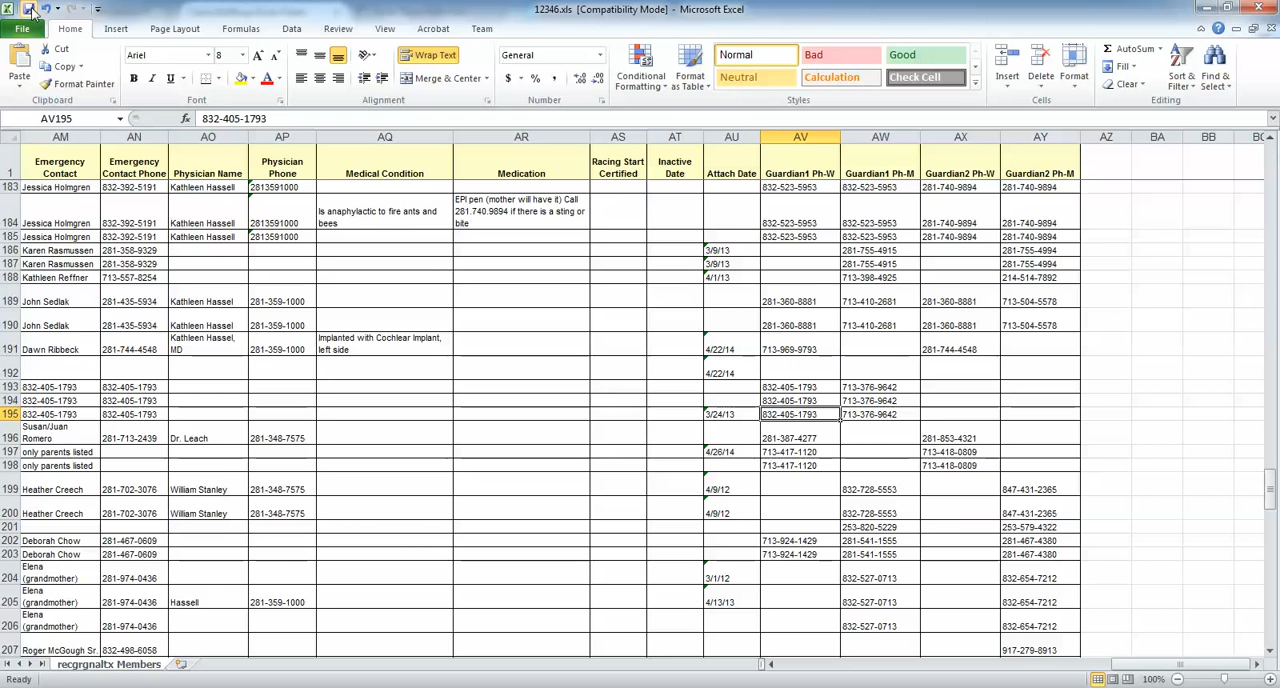 12346.xls [Compatibility Mode] - Microsoft Excel
File Home Insert Page Layout Formulas Data Review View Acrobat Team
Paste Cut Copy Format Painter Clipboard
Ariel 8 A A B I U A Font
Wrap Text Merge & Center Alignment
General $ % , Number
Conditional Formatting Format as Table Normal Bad Good Neutral Calculation Check Cell Styles
Insert Delete Format Cells
Σ AutoSum Fill Clear Sort & Filter Find & Select Editing
AV195 fx 832-405-1793
AM AN AO AP AQ AR AS AT AU AV AW AX AY AZ BA BB BC
1 Emergency Contact Emergency Contact Phone Physician Name Physician Phone Medical Condition Medication Racing Start Certified Inactive Date Attach Date Guardian1 Ph-W Guardian1 Ph-M Guardian2 Ph-W Guardian2 Ph-M
183 Jessica Holmgren 832-392-5191 Kathleen Hassell 2813591000 832-523-5953 832-523-5953 281-740-9894 281-740-9894
184 Jessica Holmgren 832-392-5191 Kathleen Hassell 2813591000 Is anaphylactic to fire ants and bees EPI pen (mother will have it) Call 281.740.9894 if there is a sting or bite 832-523-5953 832-523-5953 281-740-9894 281-740-9894
185 Jessica Holmgren 832-392-5191 Kathleen Hassell 2813591000 832-523-5953 832-523-5953 281-740-9894 281-740-9894
186 Karen Rasmussen 281-358-9329 3/9/13 281-755-4915 281-755-4994
187 Karen Rasmussen 281-358-9329 3/9/13 281-755-4915 281-755-4994
188 Kathleen Reffner 713-557-8254 4/1/13 713-398-4925 214-514-7892
189 John Sedlak 281-435-5934 Kathleen Hassel 281-359-1000 281-360-8881 713-410-2681 281-360-8881 713-504-5578
190 John Sedlak 281-435-5934 Kathleen Hassel 281-359-1000 281-360-8881 713-410-2681 281-360-8881 713-504-5578
191 Dawn Ribbeck 281-744-4548 Kathleen Hassel, MD 281-359-1000 Implanted with Cochlear Implant, left side 4/22/14 713-969-9793 281-744-4548
192 4/22/14
193 832-405-1793 832-405-1793 832-405-1793 713-376-9642
194 832-405-1793 832-405-1793 832-405-1793 713-376-9642
195 832-405-1793 832-405-1793 3/24/13 832-405-1793 713-376-9642
196 Susan/Juan Romero 281-713-2439 Dr. Leach 281-348-7575 281-387-4277 281-853-4321
197 only parents listed 4/26/14 713-417-1120 713-418-0809
198 only parents listed 713-417-1120 713-418-0809
199 Heather Creech 281-702-3076 William Stanley 281-348-7575 4/9/12 832-728-5553 847-431-2365
200 Heather Creech 281-702-3076 William Stanley 281-348-7575 4/9/12 832-728-5553 847-431-2365
201 253-820-5229 253-579-4322
202 Deborah Chow 281-467-0609 713-924-1429 281-541-1555 281-467-4380
203 Deborah Chow 281-467-0609 713-924-1429 281-541-1555 281-467-4380
204 Elena (grandmother) 281-974-0436 3/1/12 832-527-0713 832-654-7212
205 Elena (grandmother) 281-974-0436 Hassell 281-359-1000 4/13/13 832-527-0713 832-654-7212
206 Elena (grandmother) 281-974-0436 832-527-0713 832-654-7212
207 Roger McGough Sr. 832-498-6058 917-279-8913
recgrgnaltx Members
Ready 100%